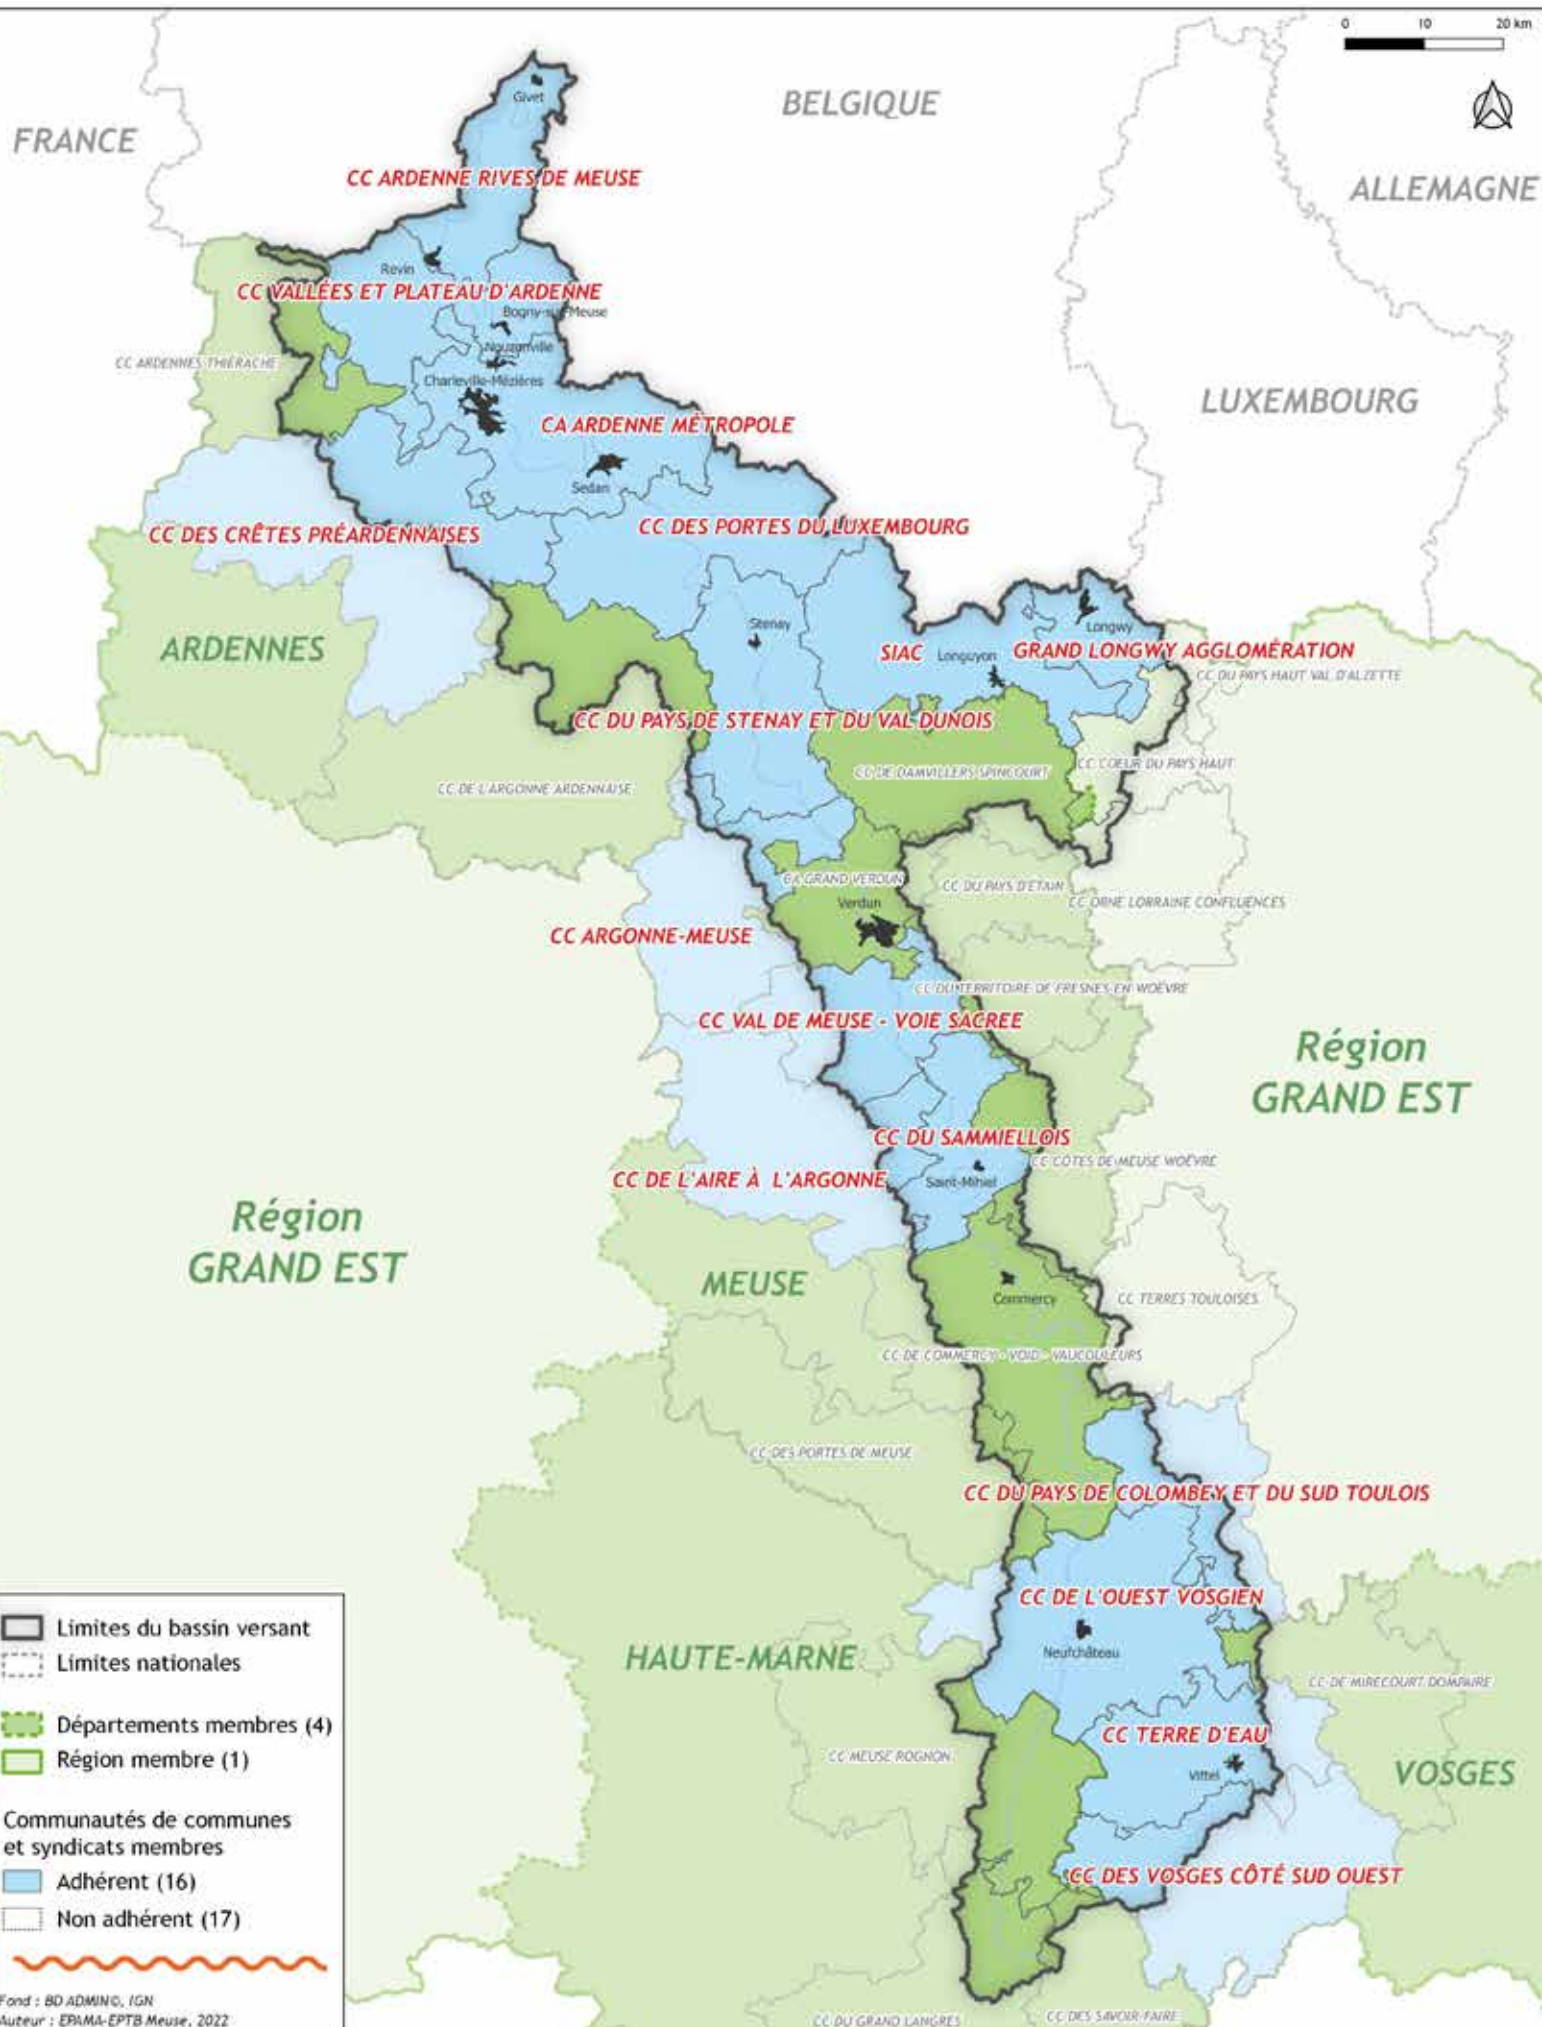 0 10 20 km
BELGIQUE
FRANCE
ALLEMAGNE
Givet
CC ARDENNE RIVES DE MEUSE
Revin
CC VALLÉES ET PLATEAU D'ARDENNE
Bogny-sur-Meuse
Nouzonville
CC ARDENNES THIÉRACHE
Charleville-Mézières
LUXEMBOURG
CA ARDENNE MÉTROPOLE
Sedan
CC DES PORTES DU LUXEMBOURG
CC DES CRÊTES PRÉARDENNAISES
Stenay
Longwy
ARDENNES
SIAC
Longuyon
GRAND LONGWY AGGLOMÉRATION
CC DU PAYS HAUT VAL D'ALZETTE
CC DU PAYS DE STENAY ET DU VAL DUNOIS
CC DE DAMVILLERS SPINCOURT
CC COEUR DU PAYS HAUT
CC DE L'ARGONNE ARDENNAISE
CA GRAND VERDUN
CC DU PAYS D'ÉTAIN
Verdun
CC ORNE LORRAINE CONFLUENCES
CC ARGONNE-MEUSE
CC DU TERRITOIRE DE FRESNES-EN-WOËVRE
CC VAL DE MEUSE - VOIE SACREE
Région
GRAND EST
CC DU SAMMIELLOIS
CC CÔTES DE MEUSE WOËVRE
CC DE L'AIRE À L'ARGONNE
Saint-Mihiel
Région
GRAND EST
MEUSE
Commercy
CC TERRES TOULOISES
CC DE COMMERCY - VOID - VAUCOULEURS
CC DES PORTES DE MEUSE
CC DU PAYS DE COLOMBEY ET DU SUD TOULOIS
CC DE L'OUEST VOSGIEN
HAUTE-MARNE
Neufchâteau
CC DE MIRECOURT DOMPAIRE
CC TERRE D'EAU
CC MEUSE ROGNON
Vittel
VOSGES
CC DES VOSGES CÔTÉ SUD OUEST
CC DU GRAND LANGRES
CC DES SAVOIR-FAIRE
Limites du bassin versant
Limites nationales
Départements membres (4)
Région membre (1)
Communautés de communes
et syndicats membres
Adhérent (16)
Non adhérent (17)
Fond : BD ADMIN©, IGN
Auteur : EPAMA-EPTB Meuse, 2022